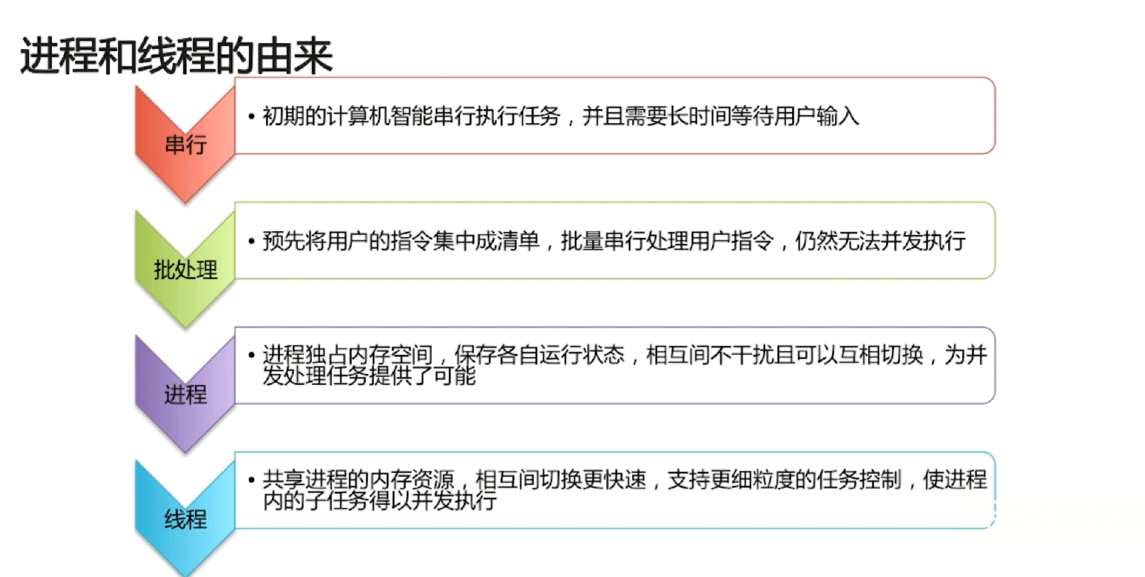 进程和线程的由来
串行
• 初期的计算机智能串行执行任务，并且需要长时间等待用户输入
批处理
• 预先将用户的指令集中成清单，批量串行处理用户指令，仍然无法并发执行
进程
• 进程独占内存空间，保存各自运行状态，相互间不干扰且可以互相切换，为并
发处理任务提供了可能
线程
• 共享进程的内存资源，相互间切换更快速，支持更细粒度的任务控制，使进程
内的子任务得以并发执行